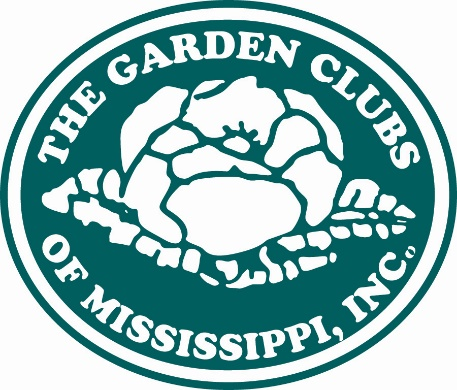 THE GARDEN CLUBS
OF MISSISSIPPI, INC.